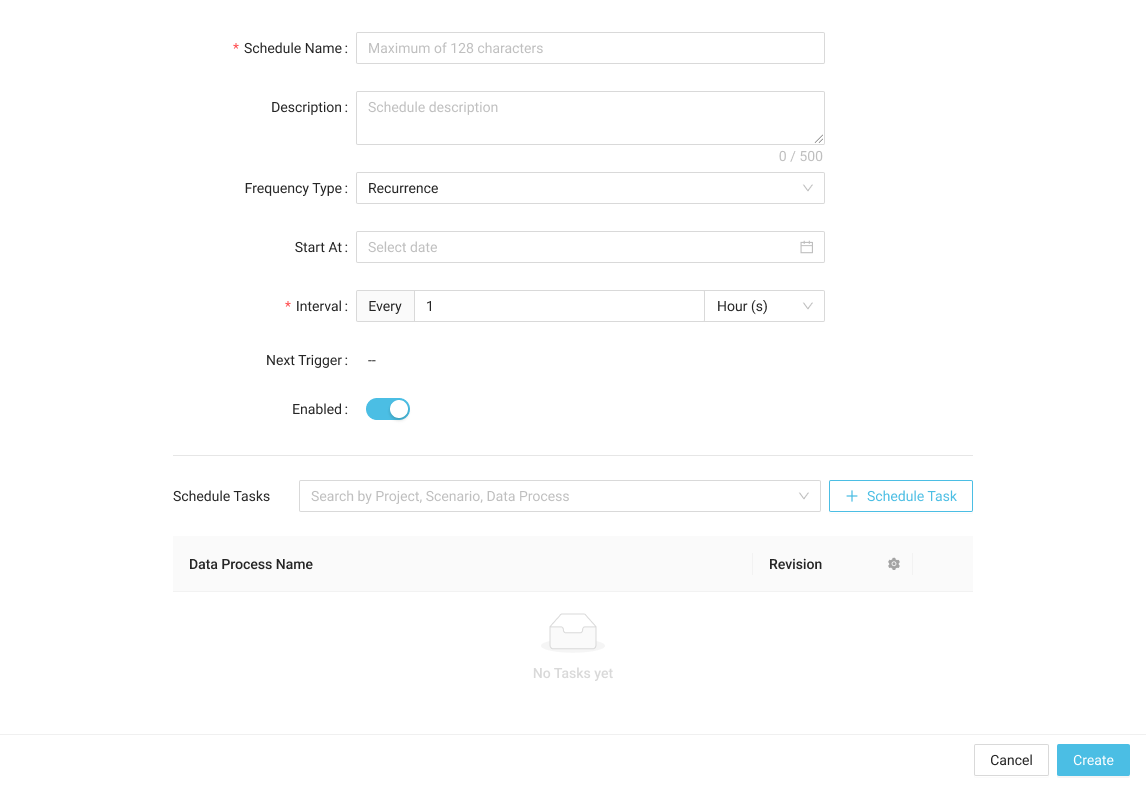 * Schedule Name : Maximum of 128 characters
Description : Schedule description
0 / 500
Frequency Type : Recurrence
Start At : Select date
* Interval : Every 1 Hour (s)
Next Trigger : --
Enabled :
Schedule Tasks Search by Project, Scenario, Data Process + Schedule Task
Data Process Name Revision
No Tasks yet
Cancel Create